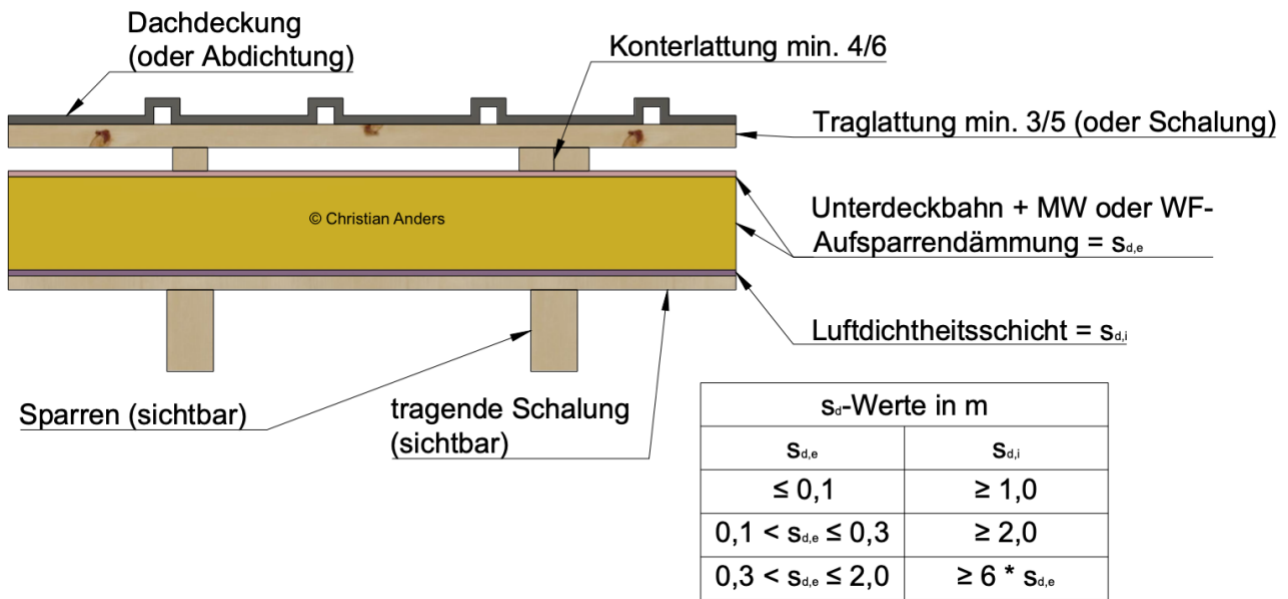 Dachdeckung
(oder Abdichtung)
Konterlattung min. 4/6
Traglattung min. 3/5 (oder Schalung)
© Christian Anders
Unterdeckbahn + MW oder WF-
Aufsparrendämmung = sd,e
Luftdichtheitsschicht = sd,i
Sparren (sichtbar)
tragende Schalung
(sichtbar)
sd-Werte in m
sd,e sd,i
≤ 0,1 ≥ 1,0
0,1 < sd,e ≤ 0,3 ≥ 2,0
0,3 < sd,e ≤ 2,0 ≥ 6 * sd,e